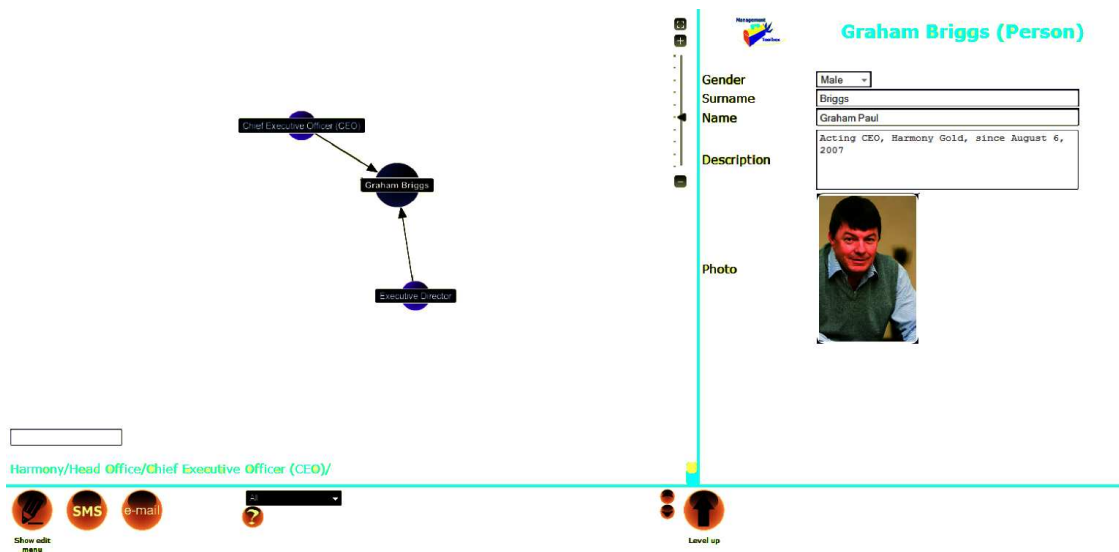 Management
toolbox
Graham Briggs (Person)
Gender
Male
Surname
Briggs
Name
Graham Paul
Description
Acting CEO, Harmony Gold, since August 6,
2007
Photo
Chief Executive Officer (CEO)
Graham Briggs
Executive Director
Harmony/Head Office/Chief Executive Officer (CEO)/
SMS
e-mail
All
?
Show edit
menu
Level up